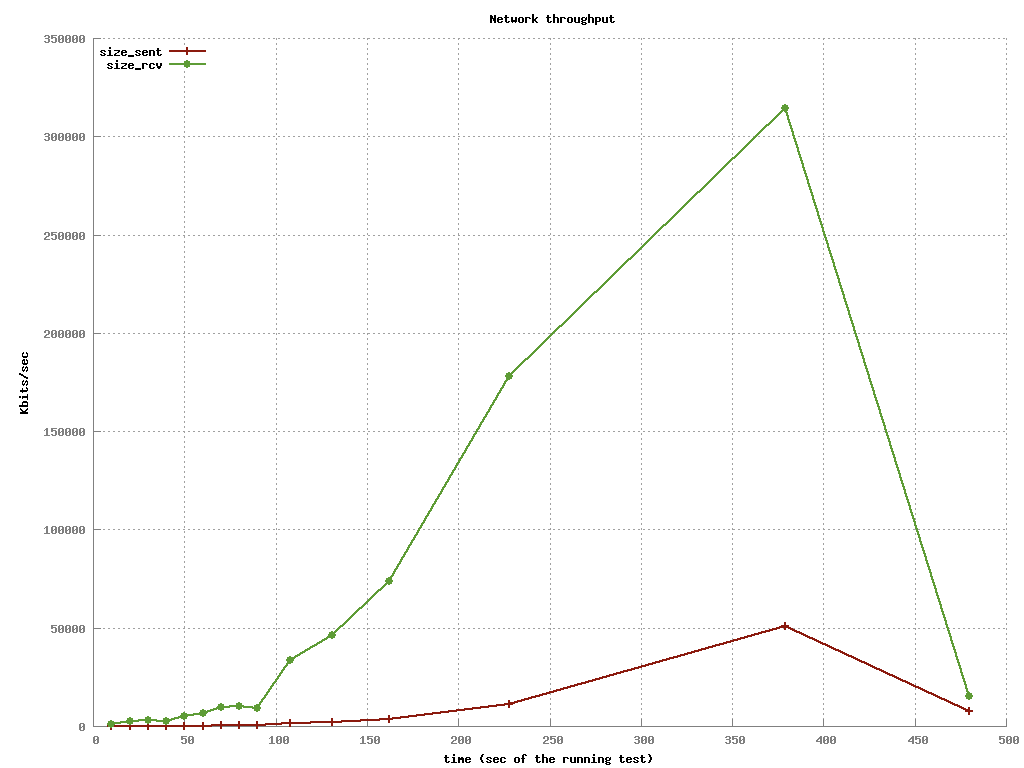 Network throughput
350000
size_sent
size_rcv
300000
250000
200000
Kbits/sec
150000
100000
50000
0
0 50 100 150 200 250 300 350 400 450 500
time (sec of the running test)